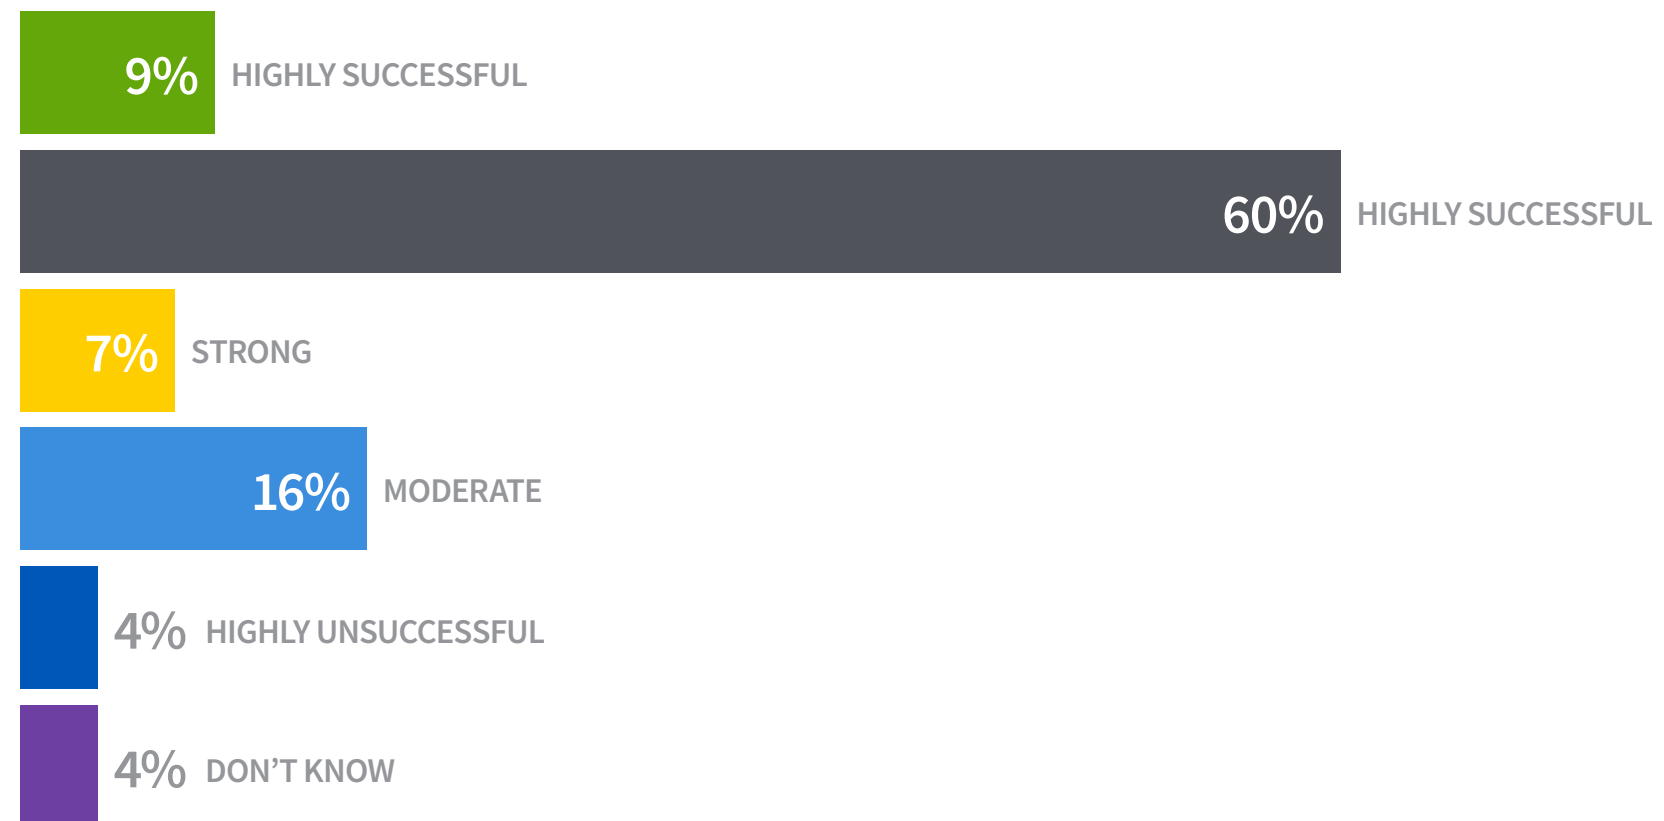 9% HIGHLY SUCCESSFUL
60% HIGHLY SUCCESSFUL
7% STRONG
16% MODERATE
4% HIGHLY UNSUCCESSFUL
4% DON’T KNOW